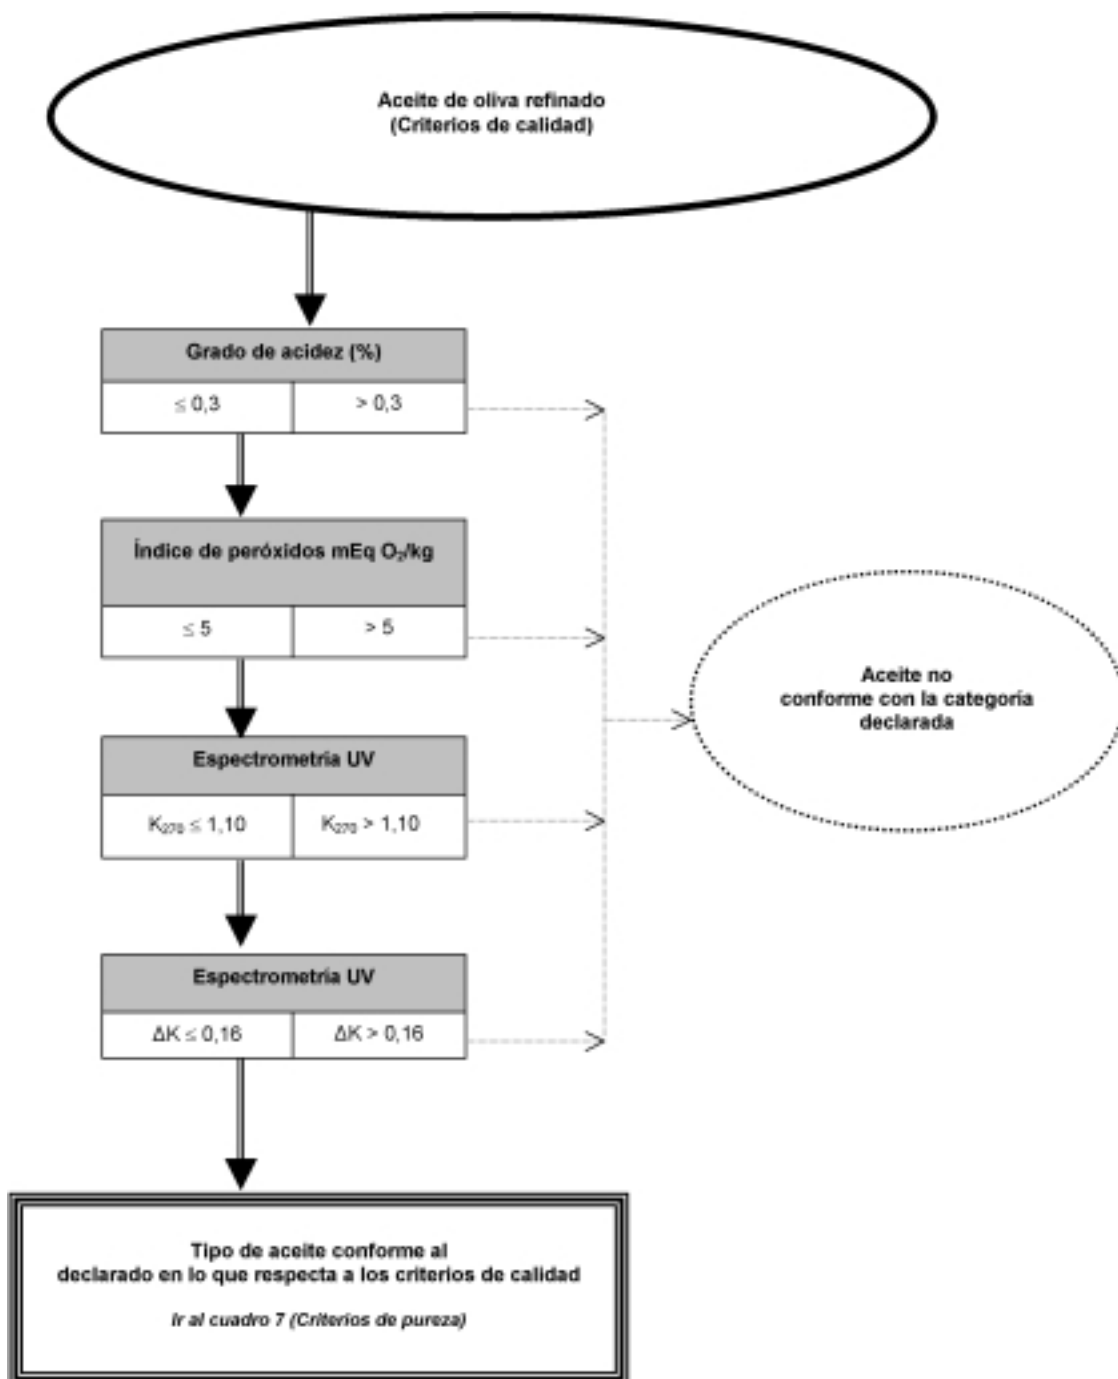 Aceite de oliva refinado
(Criterios de calidad)
Grado de acidez (%)
≤ 0,3
> 0,3
Índice de peróxidos mEq O₂/kg
≤ 5
> 5
Espectrometría UV
K₂₇₀ ≤ 1,10
K₂₇₀ > 1,10
Espectrometría UV
ΔK ≤ 0,16
ΔK > 0,16
Aceite no
conforme con la categoría
declarada
Tipo de aceite conforme al
declarado en lo que respecta a los criterios de calidad
Ir al cuadro 7 (Criterios de pureza)